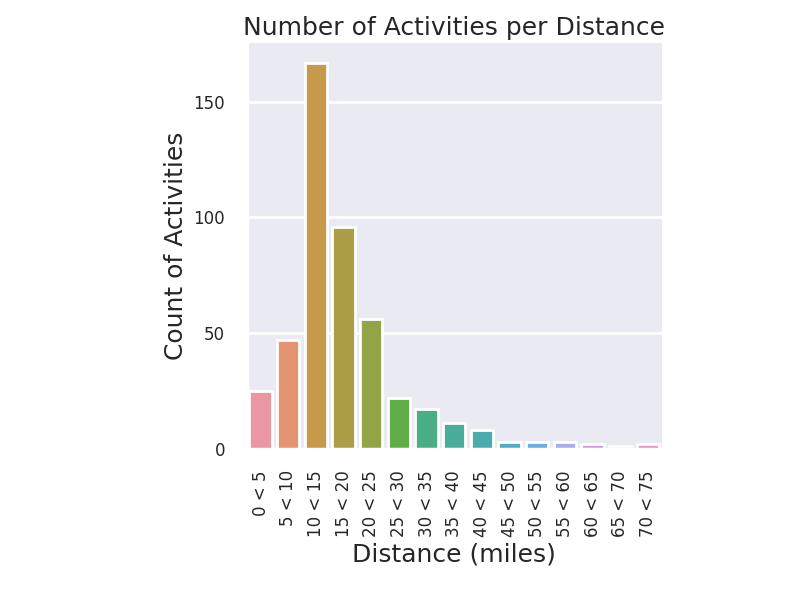 Number of Activities per Distance
Count of Activities
150
100
50
0
0 < 5
5 < 10
10 < 15
15 < 20
20 < 25
25 < 30
30 < 35
35 < 40
40 < 45
45 < 50
50 < 55
55 < 60
60 < 65
65 < 70
70 < 75
Distance (miles)